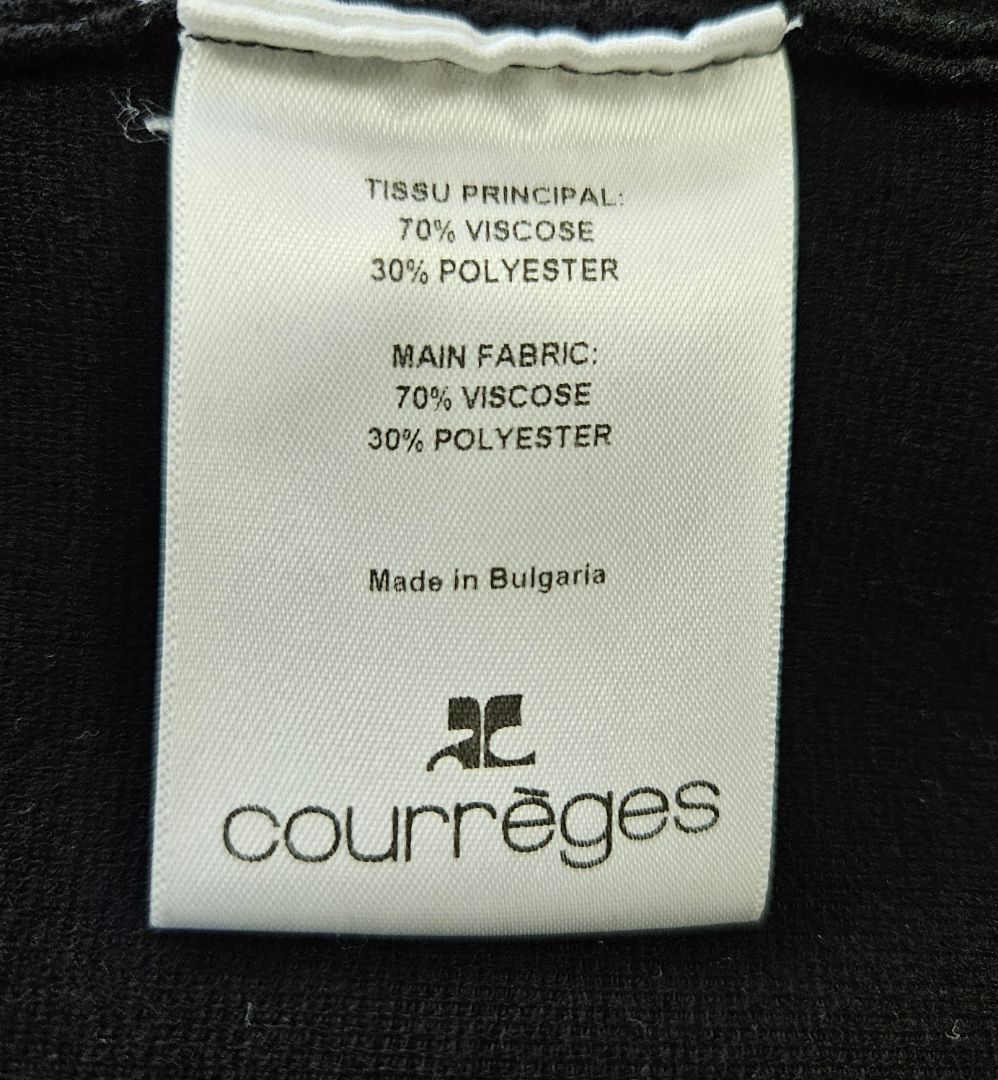 TISSU PRINCIPAL:
70% VISCOSE
30% POLYESTER
MAIN FABRIC:
70% VISCOSE
30% POLYESTER
Made in Bulgaria
courrèges